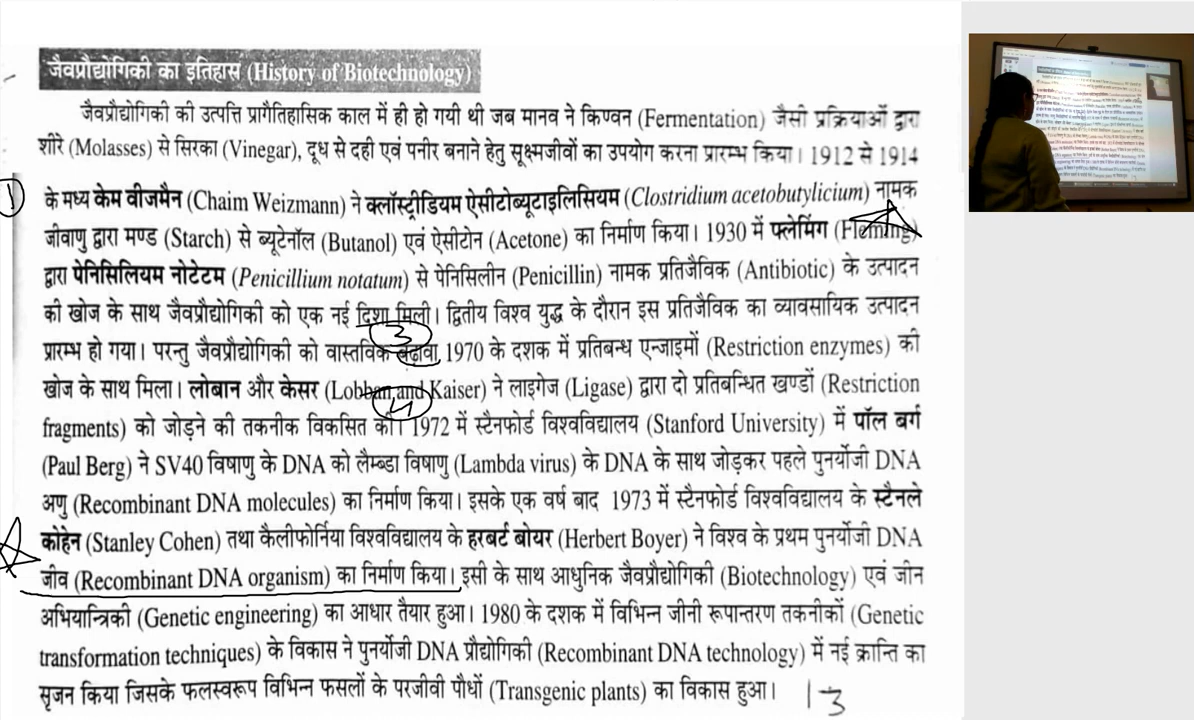 जैवप्रौद्योगिकी का इतिहास (History of Biotechnology)
जैवप्रौद्योगिकी की उत्पत्ति प्रागैतिहासिक काल में ही हो गयी थी जब मानव ने किण्वन (Fermentation) जैसी प्रक्रियाओं द्वारा
शीरे (Molasses) से सिरका (Vinegar), दूध से दही एवं पनीर बनाने हेतु सूक्ष्मजीवों का उपयोग करना प्रारम्भ किया। 1912 से 1914
1 के मध्य केम वीजमैन (Chaim Weizmann) ने क्लॉस्ट्रीडियम ऐसीटोब्यूटाइलिसियम (Clostridium acetobutylicium) नामक
जीवाणु द्वारा मण्ड (Starch) से ब्यूटेनॉल (Butanol) एवं ऐसीटोन (Acetone) का निर्माण किया। 1930 में फ्लेमिंग (Fleming)
द्वारा पेनिसिलियम नोटेटम (Penicillium notatum) से पेनिसिलीन (Penicillin) नामक प्रतिजैविक (Antibiotic) के उत्पादन
की खोज के साथ जैवप्रौद्योगिकी को एक नई दिशा मिली। द्वितीय विश्व युद्ध के दौरान इस प्रतिजैविक का व्यावसायिक उत्पादन
3
प्रारम्भ हो गया। परन्तु जैवप्रौद्योगिकी को वास्तविक बढ़ावा 1970 के दशक में प्रतिबन्ध एन्जाइमों (Restriction enzymes) की
खोज के साथ मिला। लोबान और केसर (Lobban and Kaiser) ने लाइगेज (Ligase) द्वारा दो प्रतिबन्धित खण्डों (Restriction
4
fragments) को जोड़ने की तकनीक विकसित की। 1972 में स्टैनफोर्ड विश्वविद्यालय (Stanford University) में पॉल बर्ग
(Paul Berg) ने SV40 विषाणु के DNA को लैम्ब्डा विषाणु (Lambda virus) के DNA के साथ जोड़कर पहले पुनर्योजी DNA
अणु (Recombinant DNA molecules) का निर्माण किया। इसके एक वर्ष बाद 1973 में स्टैनफोर्ड विश्वविद्यालय के स्टैनले
कोहेन (Stanley Cohen) तथा कैलीफोर्निया विश्वविद्यालय के हरबर्ट बोयर (Herbert Boyer) ने विश्व के प्रथम पुनर्योजी DNA
जीव (Recombinant DNA organism) का निर्माण किया। इसी के साथ आधुनिक जैवप्रौद्योगिकी (Biotechnology) एवं जीन
अभियान्त्रिकी (Genetic engineering) का आधार तैयार हुआ। 1980 के दशक में विभिन्न जीनी रूपान्तरण तकनीकों (Genetic
transformation techniques) के विकास ने पुनर्योजी DNA प्रौद्योगिकी (Recombinant DNA technology) में नई क्रान्ति का
सृजन किया जिसके फलस्वरूप विभिन्न फसलों के परजीवी पौधों (Transgenic plants) का विकास हुआ। 13